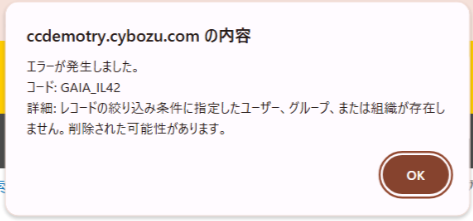 ccdemotry.cybozu.com の内容
エラーが発生しました。
コード: GAIA_IL42
詳細: レコードの絞り込み条件に指定したユーザー、グループ、または組織が存在し
ません。削除された可能性があります。
OK